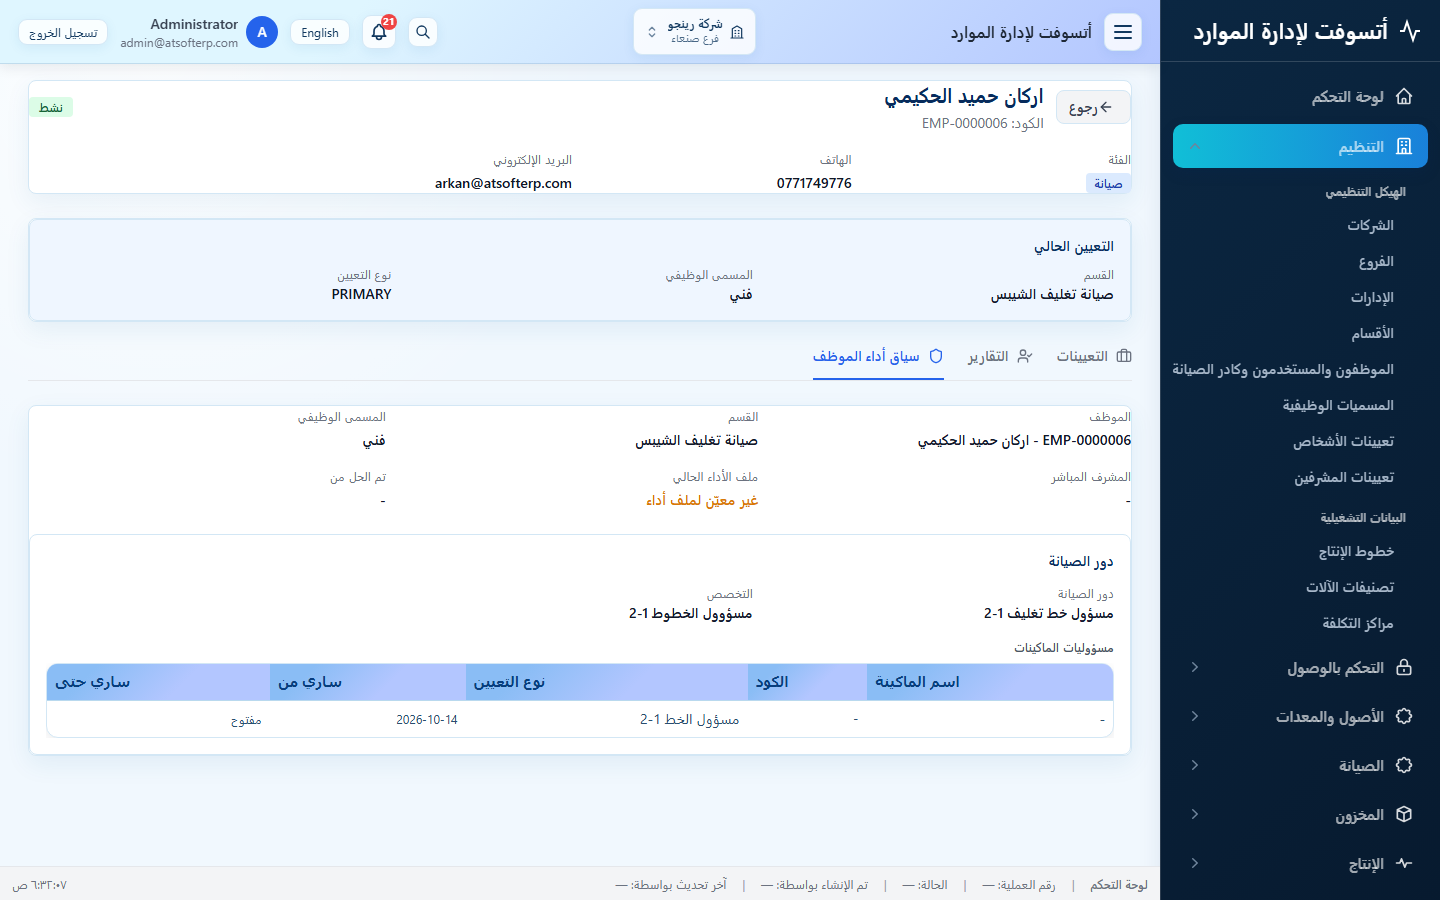 أتسوفت لإدارة الموارد
لوحة التحكم
التنظيم
الهيكل التنظيمي
الشركات
الفروع
الإدارات
الأقسام
الموظفون والمستخدمون وكادر الصيانة
المسميات الوظيفية
تعيينات الأشخاص
تعيينات المشرفين
البيانات التشغيلية
خطوط الإنتاج
تصنيفات الآلات
مراكز التكلفة
التحكم بالوصول
الأصول والمعدات
الصيانة
المخزون
الإنتاج
أتسوفت لإدارة الموارد
شركة رينجو
فرع صنعاء
21
English
A
Administrator
admin@atsofterp.com
تسجيل الخروج
رجوع
اركان حميد الحكيمي
الكود: EMP-0000006
نشط
الفئة
الهاتف
البريد الإلكتروني
صيانة
0771749776
arkan@atsofterp.com
التعيين الحالي
القسم
المسمى الوظيفي
نوع التعيين
صيانة تغليف الشيبس
فني
PRIMARY
التعيينات
التقارير
سياق أداء الموظف
الموظف
القسم
المسمى الوظيفي
EMP-0000006 - اركان حميد الحكيمي
صيانة تغليف الشيبس
فني
المشرف المباشر
ملف الأداء الحالي
تم الحل من
-
غير معيّن لملف أداء
-
دور الصيانة
دور الصيانة
التخصص
مسؤول خط تغليف 1-2
مسؤوول الخطوط 1-2
مسؤوليات الماكينات
اسم الماكينة
الكود
نوع التعيين
ساري من
ساري حتى
-
-
مسؤول الخط 1-2
2026-10-14
مفتوح
لوحة التحكم | رقم العملية: — | الحالة: — | تم الإنشاء بواسطة: — | آخر تحديث بواسطة: —
٦:٣٢:٠٧ ص